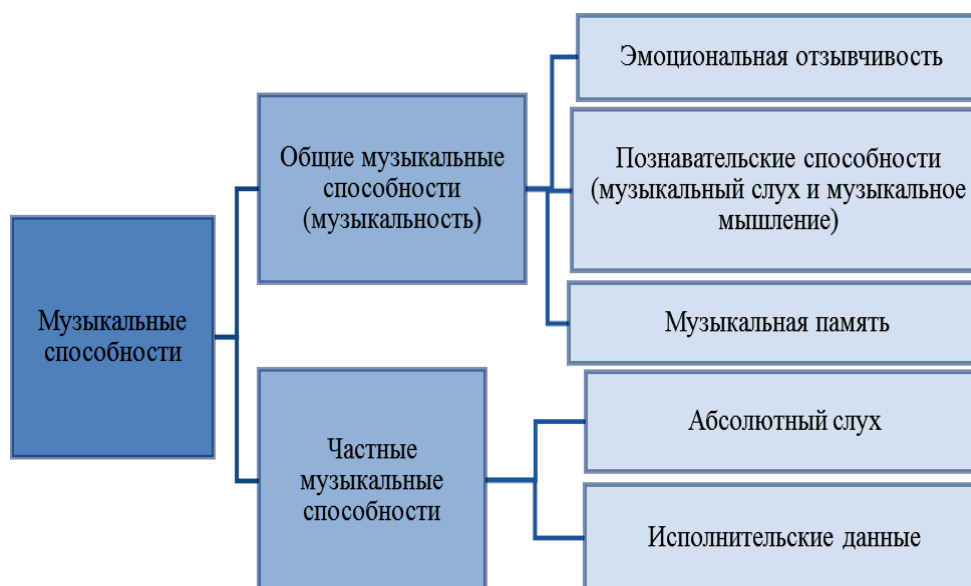 Музыкальные
способности
Общие музыкальные
способности
(музыкальность)
Эмоциональная отзывчивость
Познавательские способности
(музыкальный слух и музыкальное
мышление)
Музыкальная память
Частные
музыкальные
способности
Абсолютный слух
Исполнительские данные